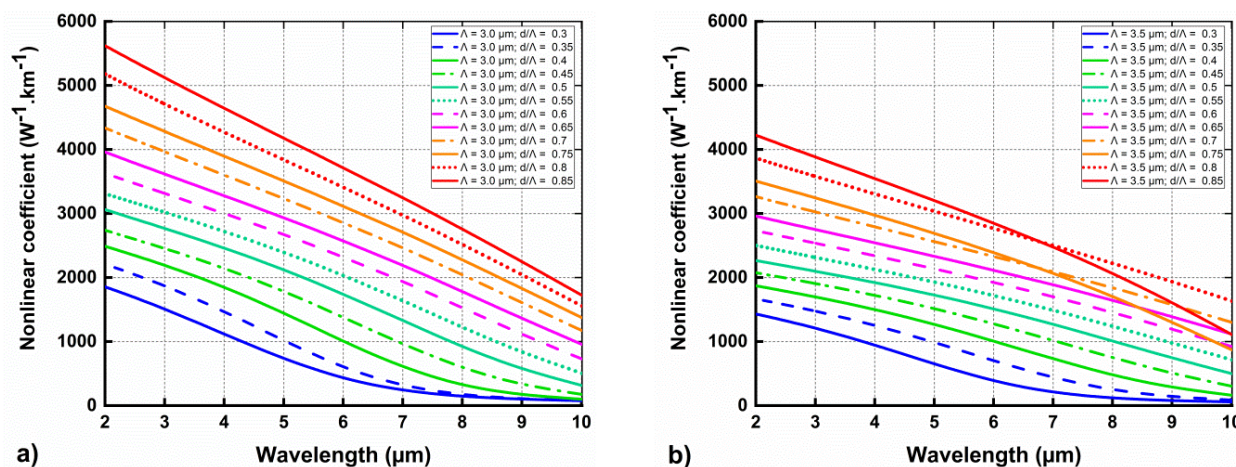 6000
5000
4000
3000
2000
1000
0
Nonlinear coefficient (W⁻¹.km⁻¹)
Λ = 3.0 µm; d/Λ = 0.3
Λ = 3.0 µm; d/Λ = 0.35
Λ = 3.0 µm; d/Λ = 0.4
Λ = 3.0 µm; d/Λ = 0.45
Λ = 3.0 µm; d/Λ = 0.5
Λ = 3.0 µm; d/Λ = 0.55
Λ = 3.0 µm; d/Λ = 0.6
Λ = 3.0 µm; d/Λ = 0.65
Λ = 3.0 µm; d/Λ = 0.7
Λ = 3.0 µm; d/Λ = 0.75
Λ = 3.0 µm; d/Λ = 0.8
Λ = 3.0 µm; d/Λ = 0.85
2 3 4 5 6 7 8 9 10
Wavelength (µm)
a)
6000
5000
4000
3000
2000
1000
0
Nonlinear coefficient (W⁻¹.km⁻¹)
Λ = 3.5 µm; d/Λ = 0.3
Λ = 3.5 µm; d/Λ = 0.35
Λ = 3.5 µm; d/Λ = 0.4
Λ = 3.5 µm; d/Λ = 0.45
Λ = 3.5 µm; d/Λ = 0.5
Λ = 3.5 µm; d/Λ = 0.55
Λ = 3.5 µm; d/Λ = 0.6
Λ = 3.5 µm; d/Λ = 0.65
Λ = 3.5 µm; d/Λ = 0.7
Λ = 3.5 µm; d/Λ = 0.75
Λ = 3.5 µm; d/Λ = 0.8
Λ = 3.5 µm; d/Λ = 0.85
2 3 4 5 6 7 8 9 10
Wavelength (µm)
b)